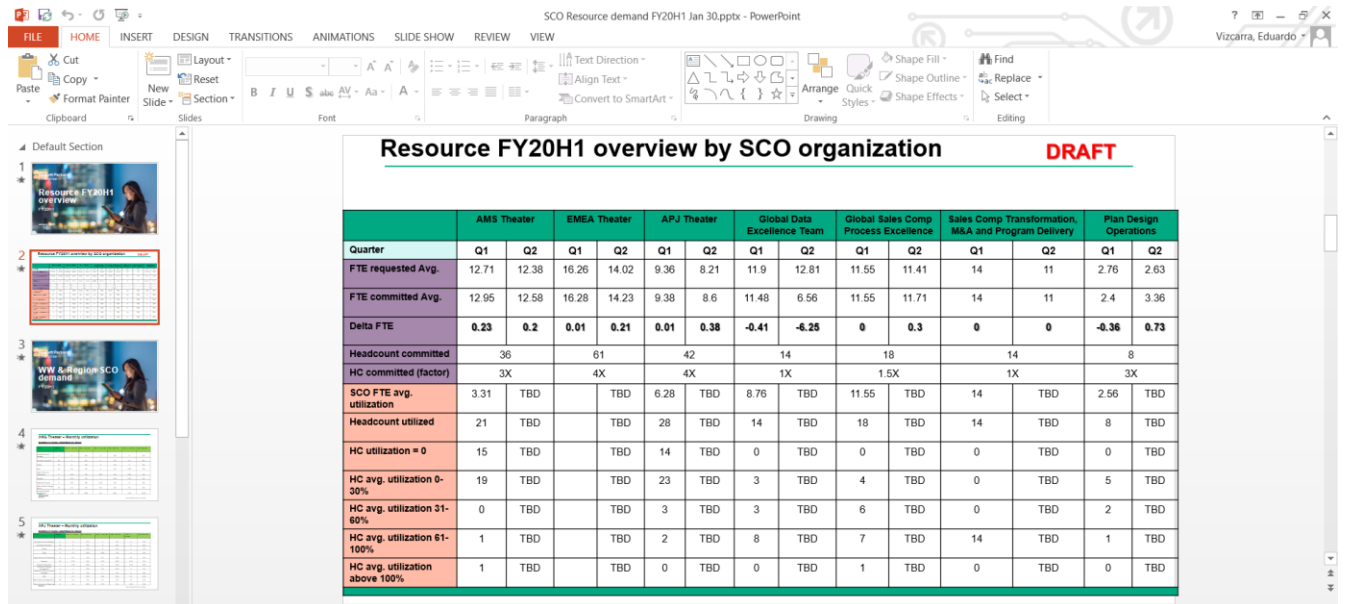 SCO Resource demand FY20H1 Jan 30.pptx - PowerPoint
FILE HOME INSERT DESIGN TRANSITIONS ANIMATIONS SLIDE SHOW REVIEW VIEW
Vizcarra, Eduardo
Cut
Copy
Format Painter
Paste
Clipboard
New Slide
Layout
Reset
Section
Slides
B I U S abc AV Aa A
Font
Text Direction
Align Text
Convert to SmartArt
Paragraph
Arrange
Quick Styles
Shape Fill
Shape Outline
Shape Effects
Drawing
Find
Replace
Select
Editing
Default Section
1
Resource FY20H1
overview
2
3
WW & Region SCO
demand
4
AMS Theater – Monthly utilization
5
APJ Theater – Monthly utilization
Resource FY20H1 overview by SCO organization
DRAFT
AMS Theater EMEA Theater APJ Theater Global Data Excellence Team Global Sales Comp Process Excellence Sales Comp Transformation, M&A and Program Delivery Plan Design Operations
Quarter Q1 Q2 Q1 Q2 Q1 Q2 Q1 Q2 Q1 Q2 Q1 Q2 Q1 Q2
FTE requested Avg. 12.71 12.38 16.26 14.02 9.36 8.21 11.9 12.81 11.55 11.41 14 11 2.76 2.63
FTE committed Avg. 12.95 12.58 16.28 14.23 9.38 8.6 11.48 6.56 11.55 11.71 14 11 2.4 3.36
Delta FTE 0.23 0.2 0.01 0.21 0.01 0.38 -0.41 -6.25 0 0.3 0 0 -0.36 0.73
Headcount committed 36 61 42 14 18 14 8
HC committed (factor) 3X 4X 4X 1X 1.5X 1X 3X
SCO FTE avg. utilization 3.31 TBD TBD 6.28 TBD 8.76 TBD 11.55 TBD 14 TBD 2.56 TBD
Headcount utilized 21 TBD TBD 28 TBD 14 TBD 18 TBD 14 TBD 8 TBD
HC utilization = 0 15 TBD TBD 14 TBD 0 TBD 0 TBD 0 TBD 0 TBD
HC avg. utilization 0-30% 19 TBD TBD 23 TBD 3 TBD 4 TBD 0 TBD 5 TBD
HC avg. utilization 31-60% 0 TBD TBD 3 TBD 3 TBD 6 TBD 0 TBD 2 TBD
HC avg. utilization 61-100% 1 TBD TBD 2 TBD 8 TBD 7 TBD 14 TBD 1 TBD
HC avg. utilization above 100% 1 TBD TBD 0 TBD 0 TBD 1 TBD 0 TBD 0 TBD